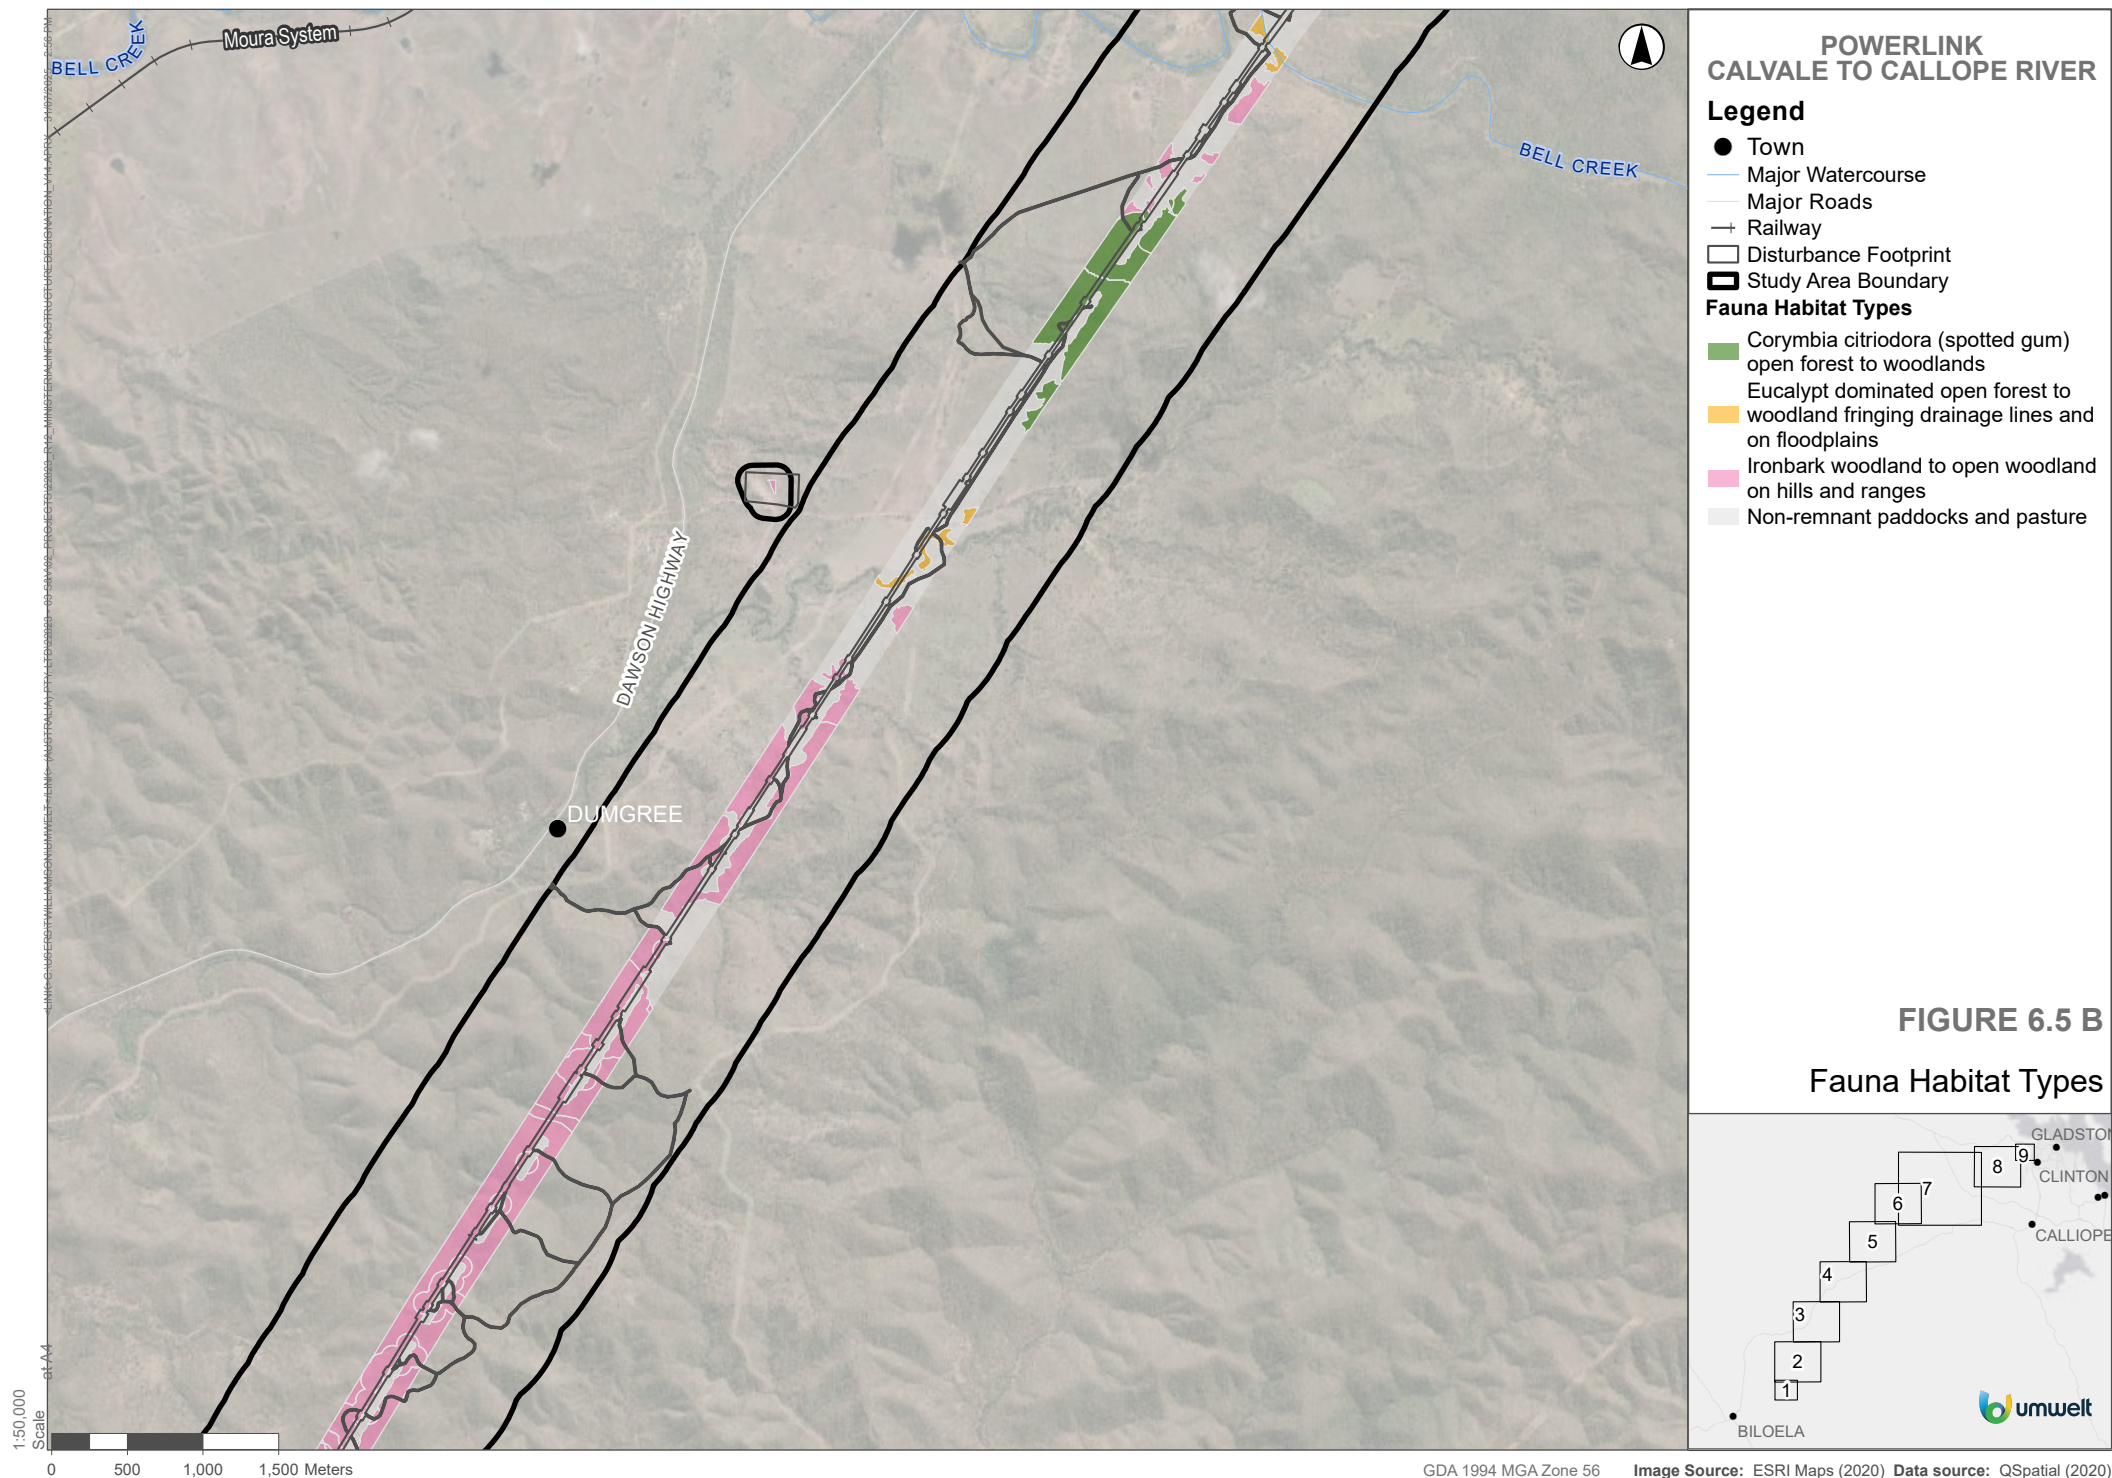 Moura System
BELL CREEK
BELL CREEK
DAWSON HIGHWAY
DUMGREE
POWERLINK
CALVALE TO CALLOPE RIVER
Legend
Town
Major Watercourse
Major Roads
Railway
Disturbance Footprint
Study Area Boundary
Fauna Habitat Types
Corymbia citriodora (spotted gum)
open forest to woodlands
Eucalypt dominated open forest to
woodland fringing drainage lines and
on floodplains
Ironbark woodland to open woodland
on hills and ranges
Non-remnant paddocks and pasture
FIGURE 6.5 B
Fauna Habitat Types
GLADSTON
9
8
CLINTON
7
6
CALLIOPE
5
4
3
2
1
BILOELA
umwelt
1:50,000
Scale
at A4
0 500 1,000 1,500 Meters
GDA 1994 MGA Zone 56 Image Source: ESRI Maps (2020) Data source: QSpatial (2020)